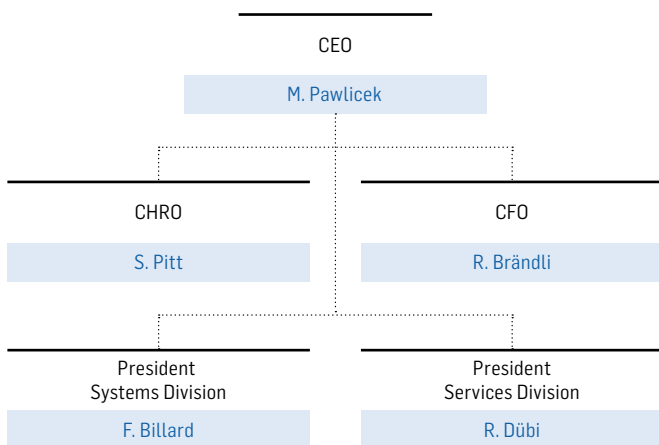 CEO
M. Pawlicek
CHRO
CFO
S. Pitt
R. Brändli
President
Systems Division
President
Services Division
F. Billard
R. Dübi